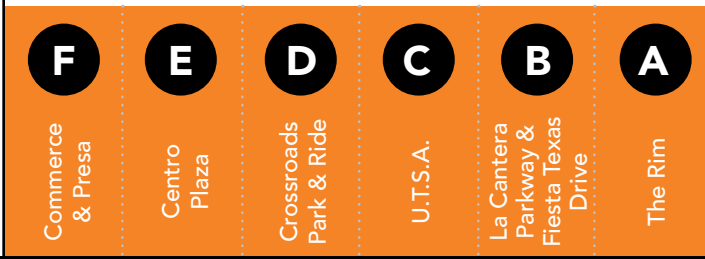 F
Commerce
& Presa
E
Centro
Plaza
D
Crossroads
Park & Ride
C
U.T.S.A.
B
La Cantera
Parkway &
Fiesta Texas
Drive
A
The Rim